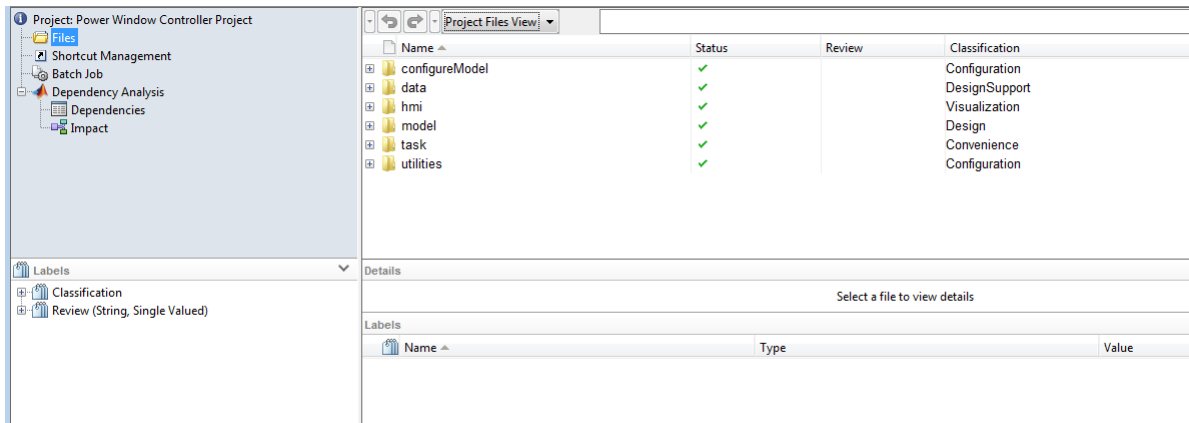 Project: Power Window Controller Project
Files
Shortcut Management
Batch Job
Dependency Analysis
Dependencies
Impact
Labels
Classification
Review (String, Single Valued)
Project Files View
Name Status Review Classification
configureModel Configuration
data DesignSupport
hmi Visualization
model Design
task Convenience
utilities Configuration
Details
Select a file to view details
Labels
Name Type Value